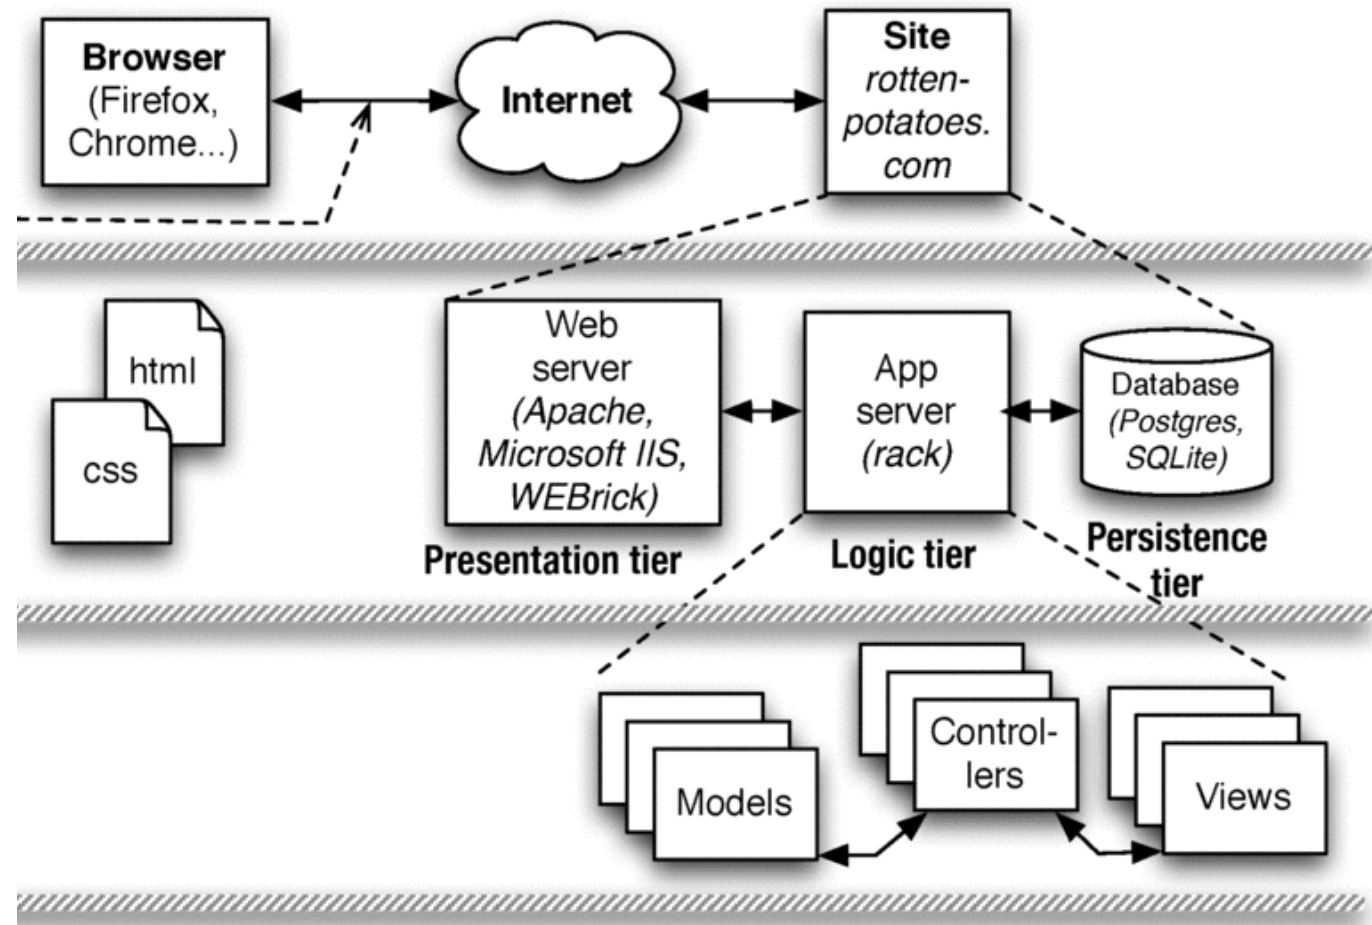 Browser
(Firefox,
Chrome...)
Internet
Site
rotten-
potatoes.
com
html
css
Web
server
(Apache,
Microsoft IIS,
WEBrick)
Presentation tier
App
server
(rack)
Logic tier
Database
(Postgres,
SQLite)
Persistence
tier
Models
Control-
lers
Views